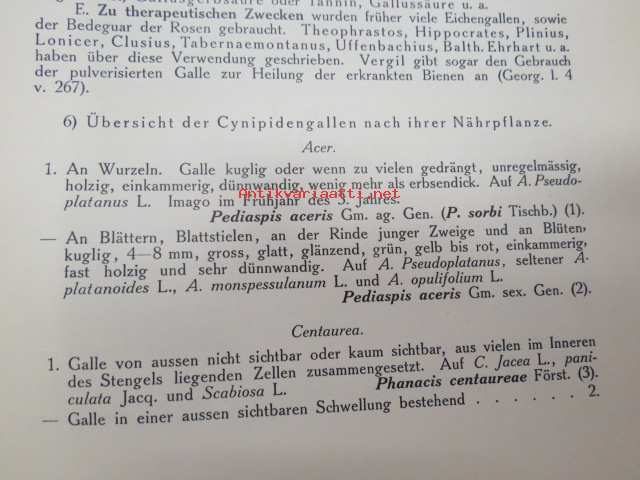 Gallusgerbsäure oder Tannin, Gallussäure u. a.
E. Zu therapeutischen Zwecken wurden früher viele Eichengallen, sowie
der Bedeguar der Rosen gebraucht. Theophrastos, Hippocrates, Plinius,
Lonicer, Clusius, Tabernaemontanus, Uffenbachius, Balth. Ehrhart u. a.
haben über diese Verwendung geschrieben. Vergil gibt sogar den Gebrauch
der pulverisierten Galle zur Heilung der erkrankten Bienen an (Georg. l. 4
v. 267).
6) Übersicht der Cynipidengallen nach ihrer Nährpflanze.
Acer.
1. An Wurzeln. Galle kuglig oder wenn zu vielen gedrängt, unregelmässig,
holzig, einkammerig, dünnwandig, wenig mehr als erbsendick. Auf A. Pseudo-
platanus L. Imago im Frühjahr des 3. Jahres.
Antikvariaatti.net
Pediaspis aceris Gm. ag. Gen. (P. sorbi Tischb.) (1).
— An Blättern, Blattstielen, an der Rinde junger Zweige und an Blüten,
kuglig, 4—8 mm, gross, glatt, glänzend, grün, gelb bis rot, einkammerig,
fast holzig und sehr dünnwandig. Auf A. Pseudoplatanus, seltener A.
platanoides L., A. monspessulanum L. und A. opulifolium L.
Pediaspis aceris Gm. sex. Gen. (2).
Centaurea.
1. Galle von aussen nicht sichtbar oder kaum sichtbar, aus vielen im Inneren
des Stengels liegenden Zellen zusammengesetzt. Auf C. Jacea L., pani-
culata Jacq. und Scabiosa L. Phanacis centaureae Först. (3).
— Galle in einer aussen sichtbaren Schwellung bestehend . . . . . . 2.